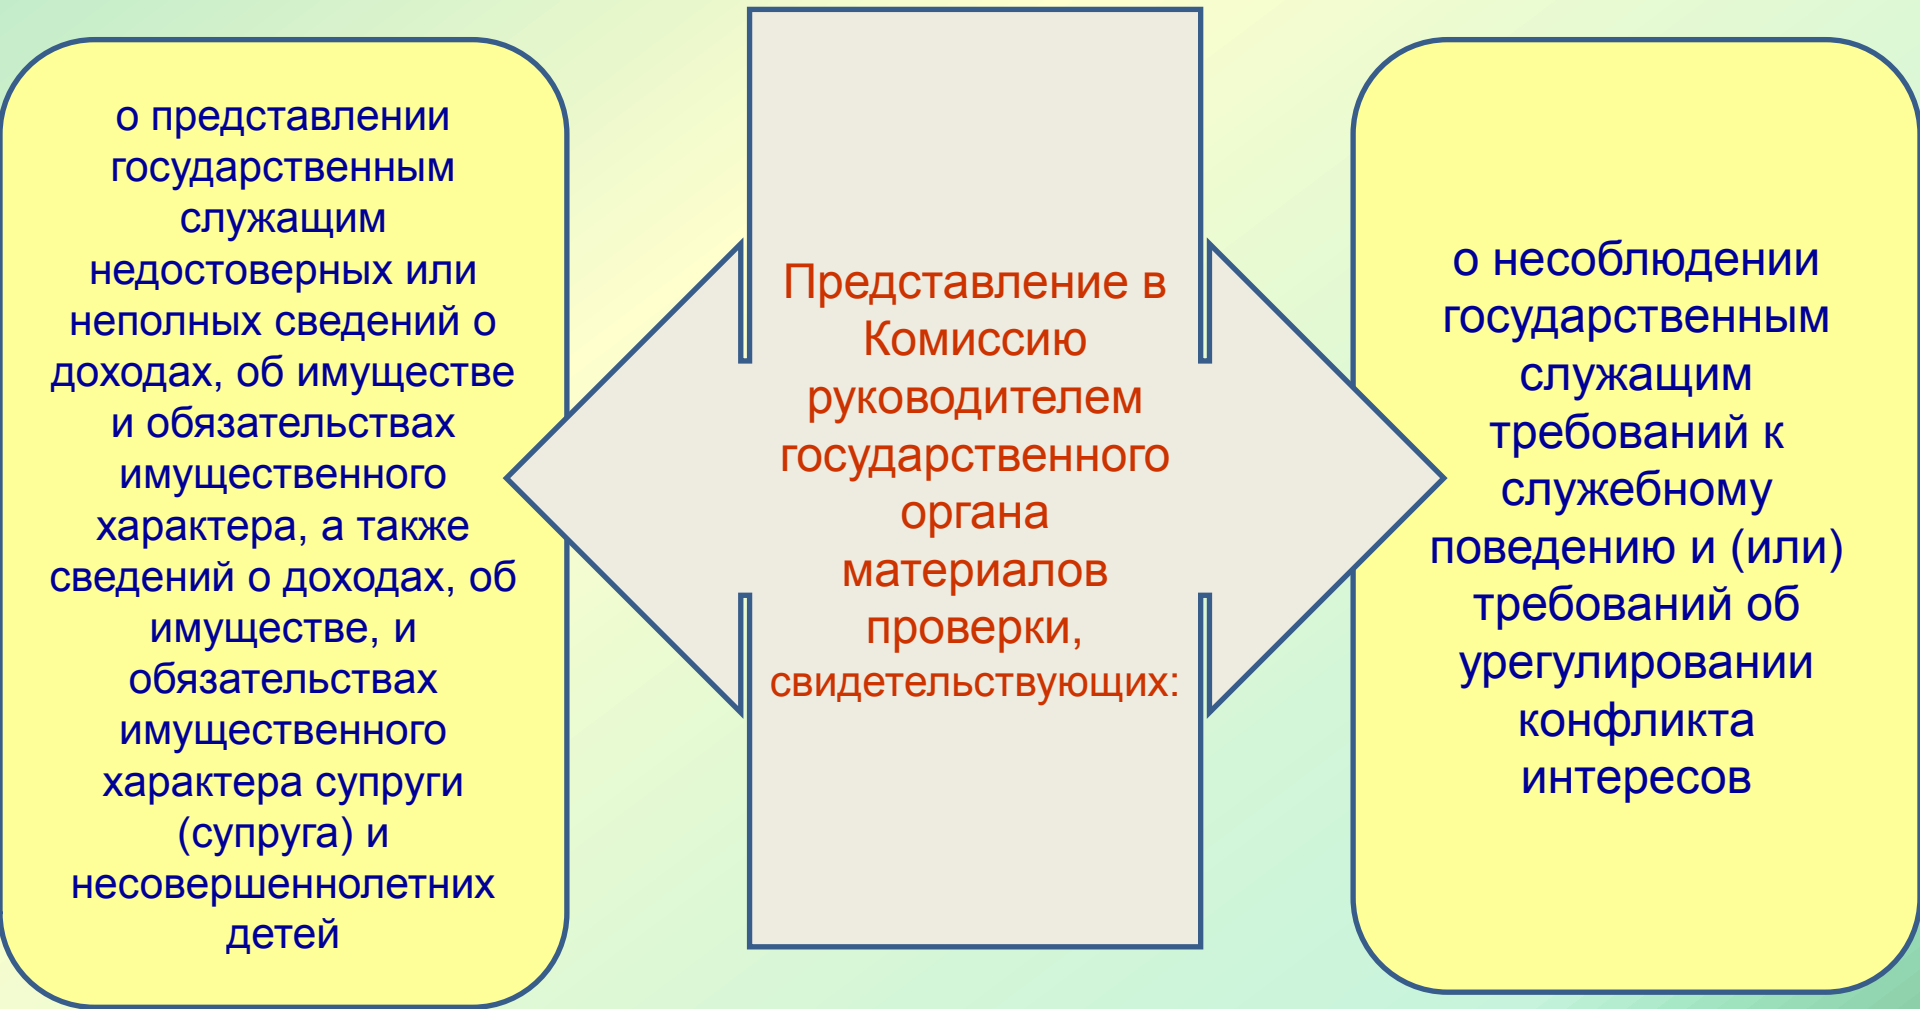 о представлении
государственным
служащим
недостоверных или
неполных сведений о
доходах, об имуществе
и обязательствах
имущественного
характера, а также
сведений о доходах, об
имуществе, и
обязательствах
имущественного
характера супруги
(супруга) и
несовершеннолетних
детей
Представление в
Комиссию
руководителем
государственного
органа
материалов
проверки,
свидетельствующих:
о несоблюдении
государственным
служащим
требований к
служебному
поведению и (или)
требований об
урегулировании
конфликта
интересов